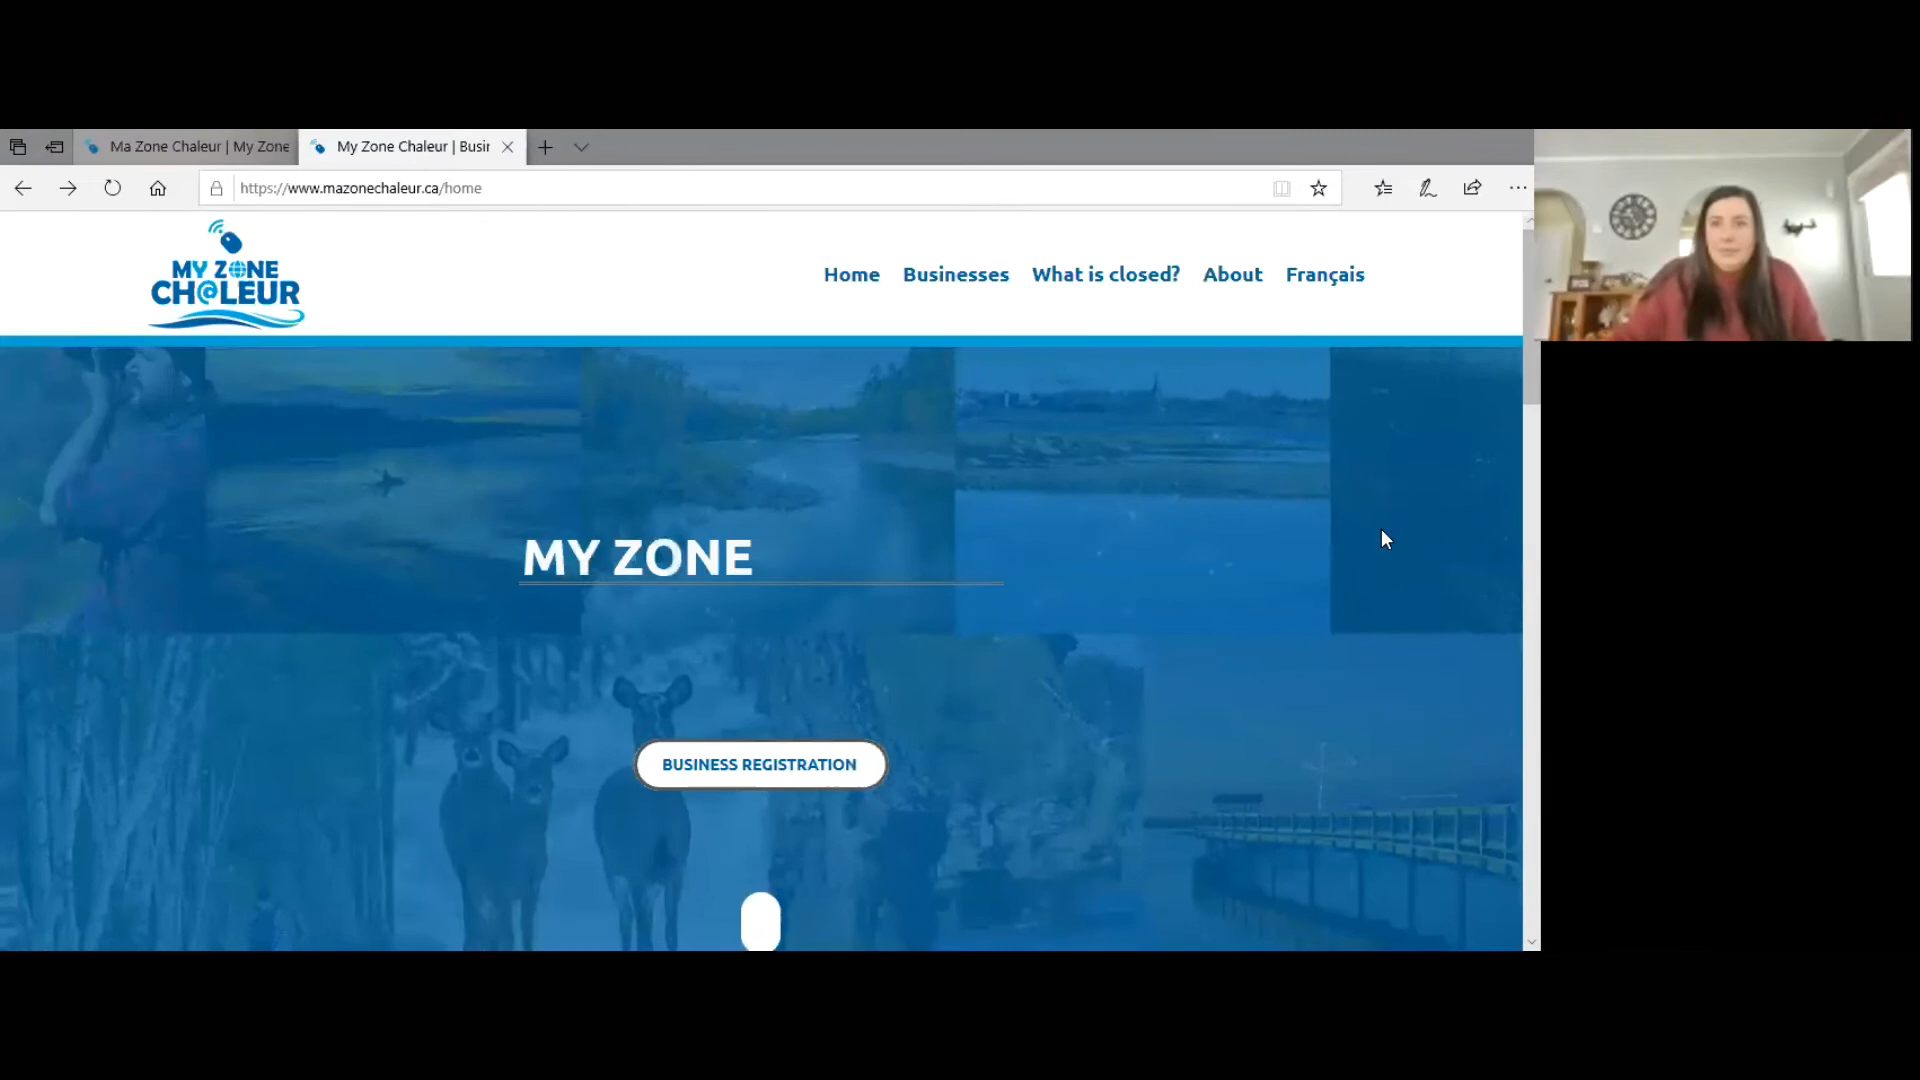 Ma Zone Chaleur | My Zone
My Zone Chaleur | Busir
https://www.mazonechaleur.ca/home
MY ZONE
CH@LEUR
Home Businesses What is closed? About Français
MY ZONE
BUSINESS REGISTRATION